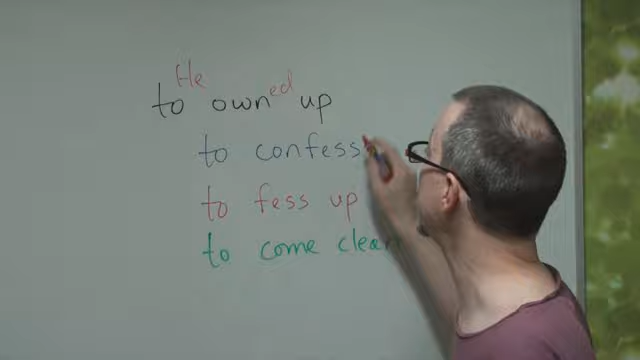 He
to owned up
to confess
to fess up
to come clean